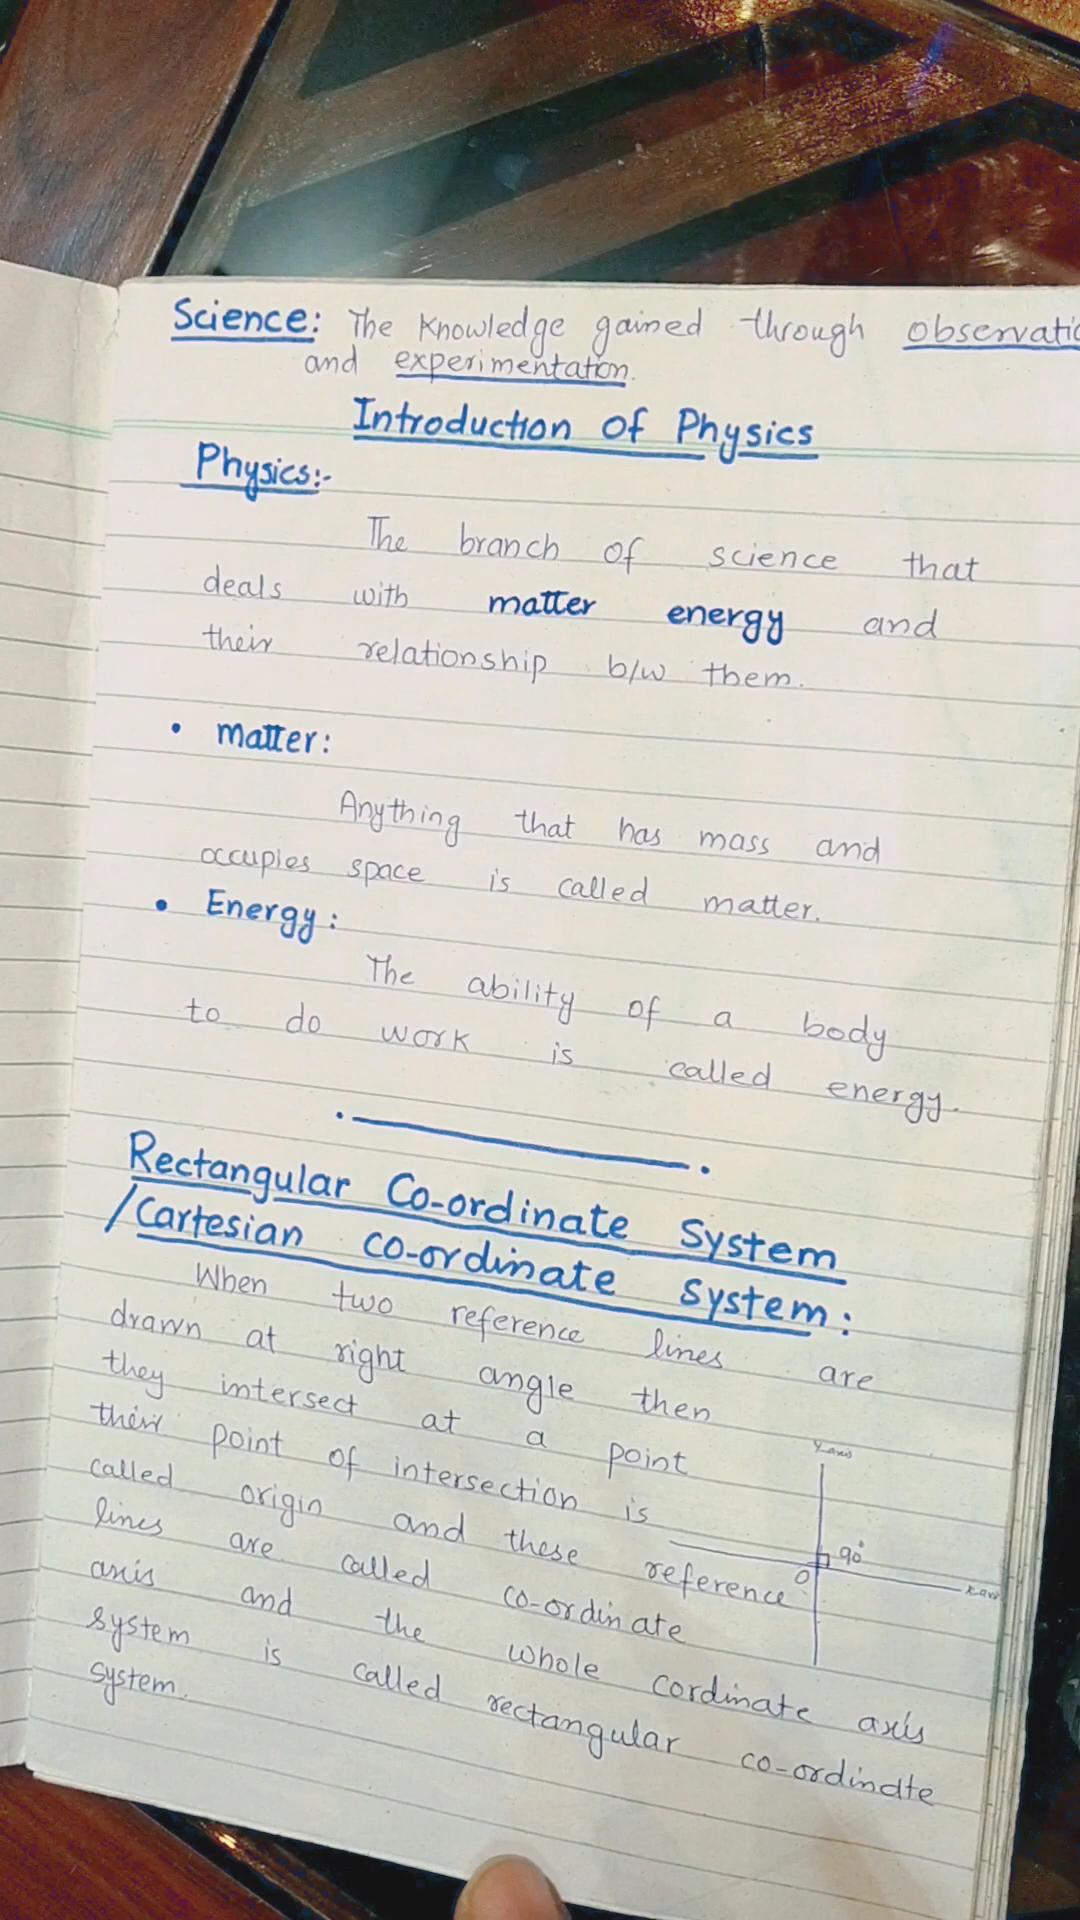 Science: The Knowledge gained through observatio
and experimentation.
Introduction of Physics
Physics:-
The branch of science that
deals with matter energy and
their relationship b/w them.
• matter:
Anything that has mass and
occupies space is called matter.
• Energy:
The ability of a body
to do work is called energy.
Rectangular Co-ordinate System
/Cartesian co-ordinate system:
When two reference lines are
drawn at right angle then
they intersect at a point
their point of intersection is
called origin and these reference
lines are called co-ordinate
axis and the whole cordinate axis
system is called rectangular co-ordinate
system.
Y-axis
90°
O
x-axis